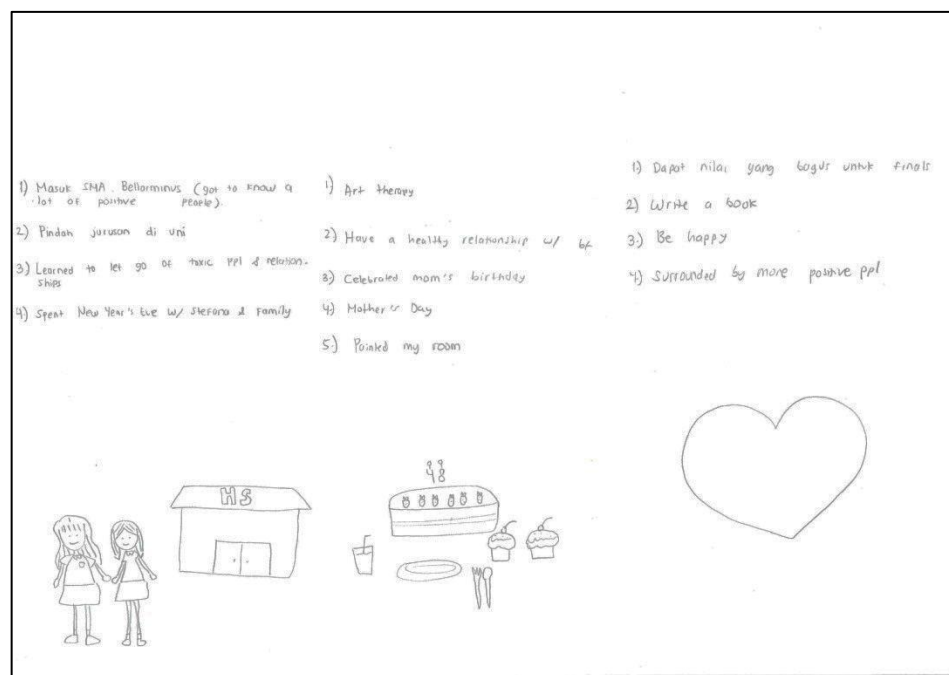 1) Masuk SMA. Bellarminus (got to know a
lot of positive people).
2) Pindah jurusan di uni
3.) Learned to let go of toxic ppl & relation-
ships
4) Spent New Year's Eve w/ Stefano & Family
1) Art therapy
2) Have a healthy relationship w/ bf
3.) Celebrated mom's birthday
4) Mother's Day
5.) Painted my room
1) Dapat nilai yang bagus untuk finals
2) Write a book
3.) Be happy
4.) Surrounded by more positive ppl
HS
48